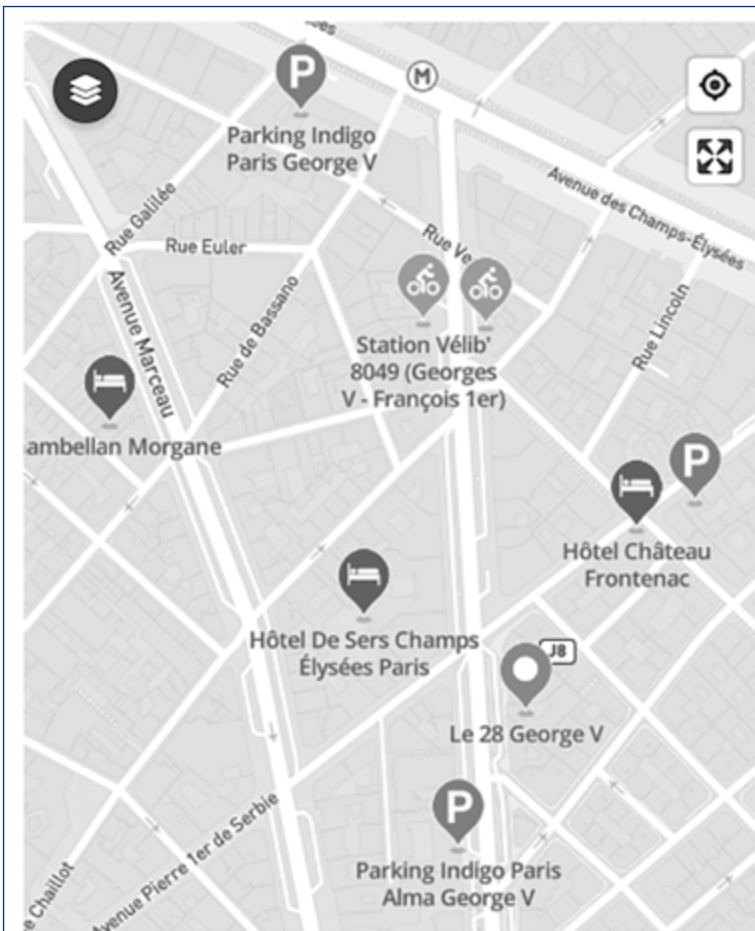 ées
P
M
Parking Indigo
Paris George V
Avenue des Champs-Élysées
Rue Galilée
Rue Euler
Rue Ve
Rue de Bassano
Avenue Marceau
Rue Lincoln
Station Vélib'
8049 (Georges
V - François 1er)
ambellan Morgane
P
Hôtel Château
Frontenac
Hôtel De Sers Champs
Élysées Paris
J8
Le 28 George V
P
Parking Indigo Paris
Alma George V
Avenue Pierre 1er de Serbie
e Chaillot